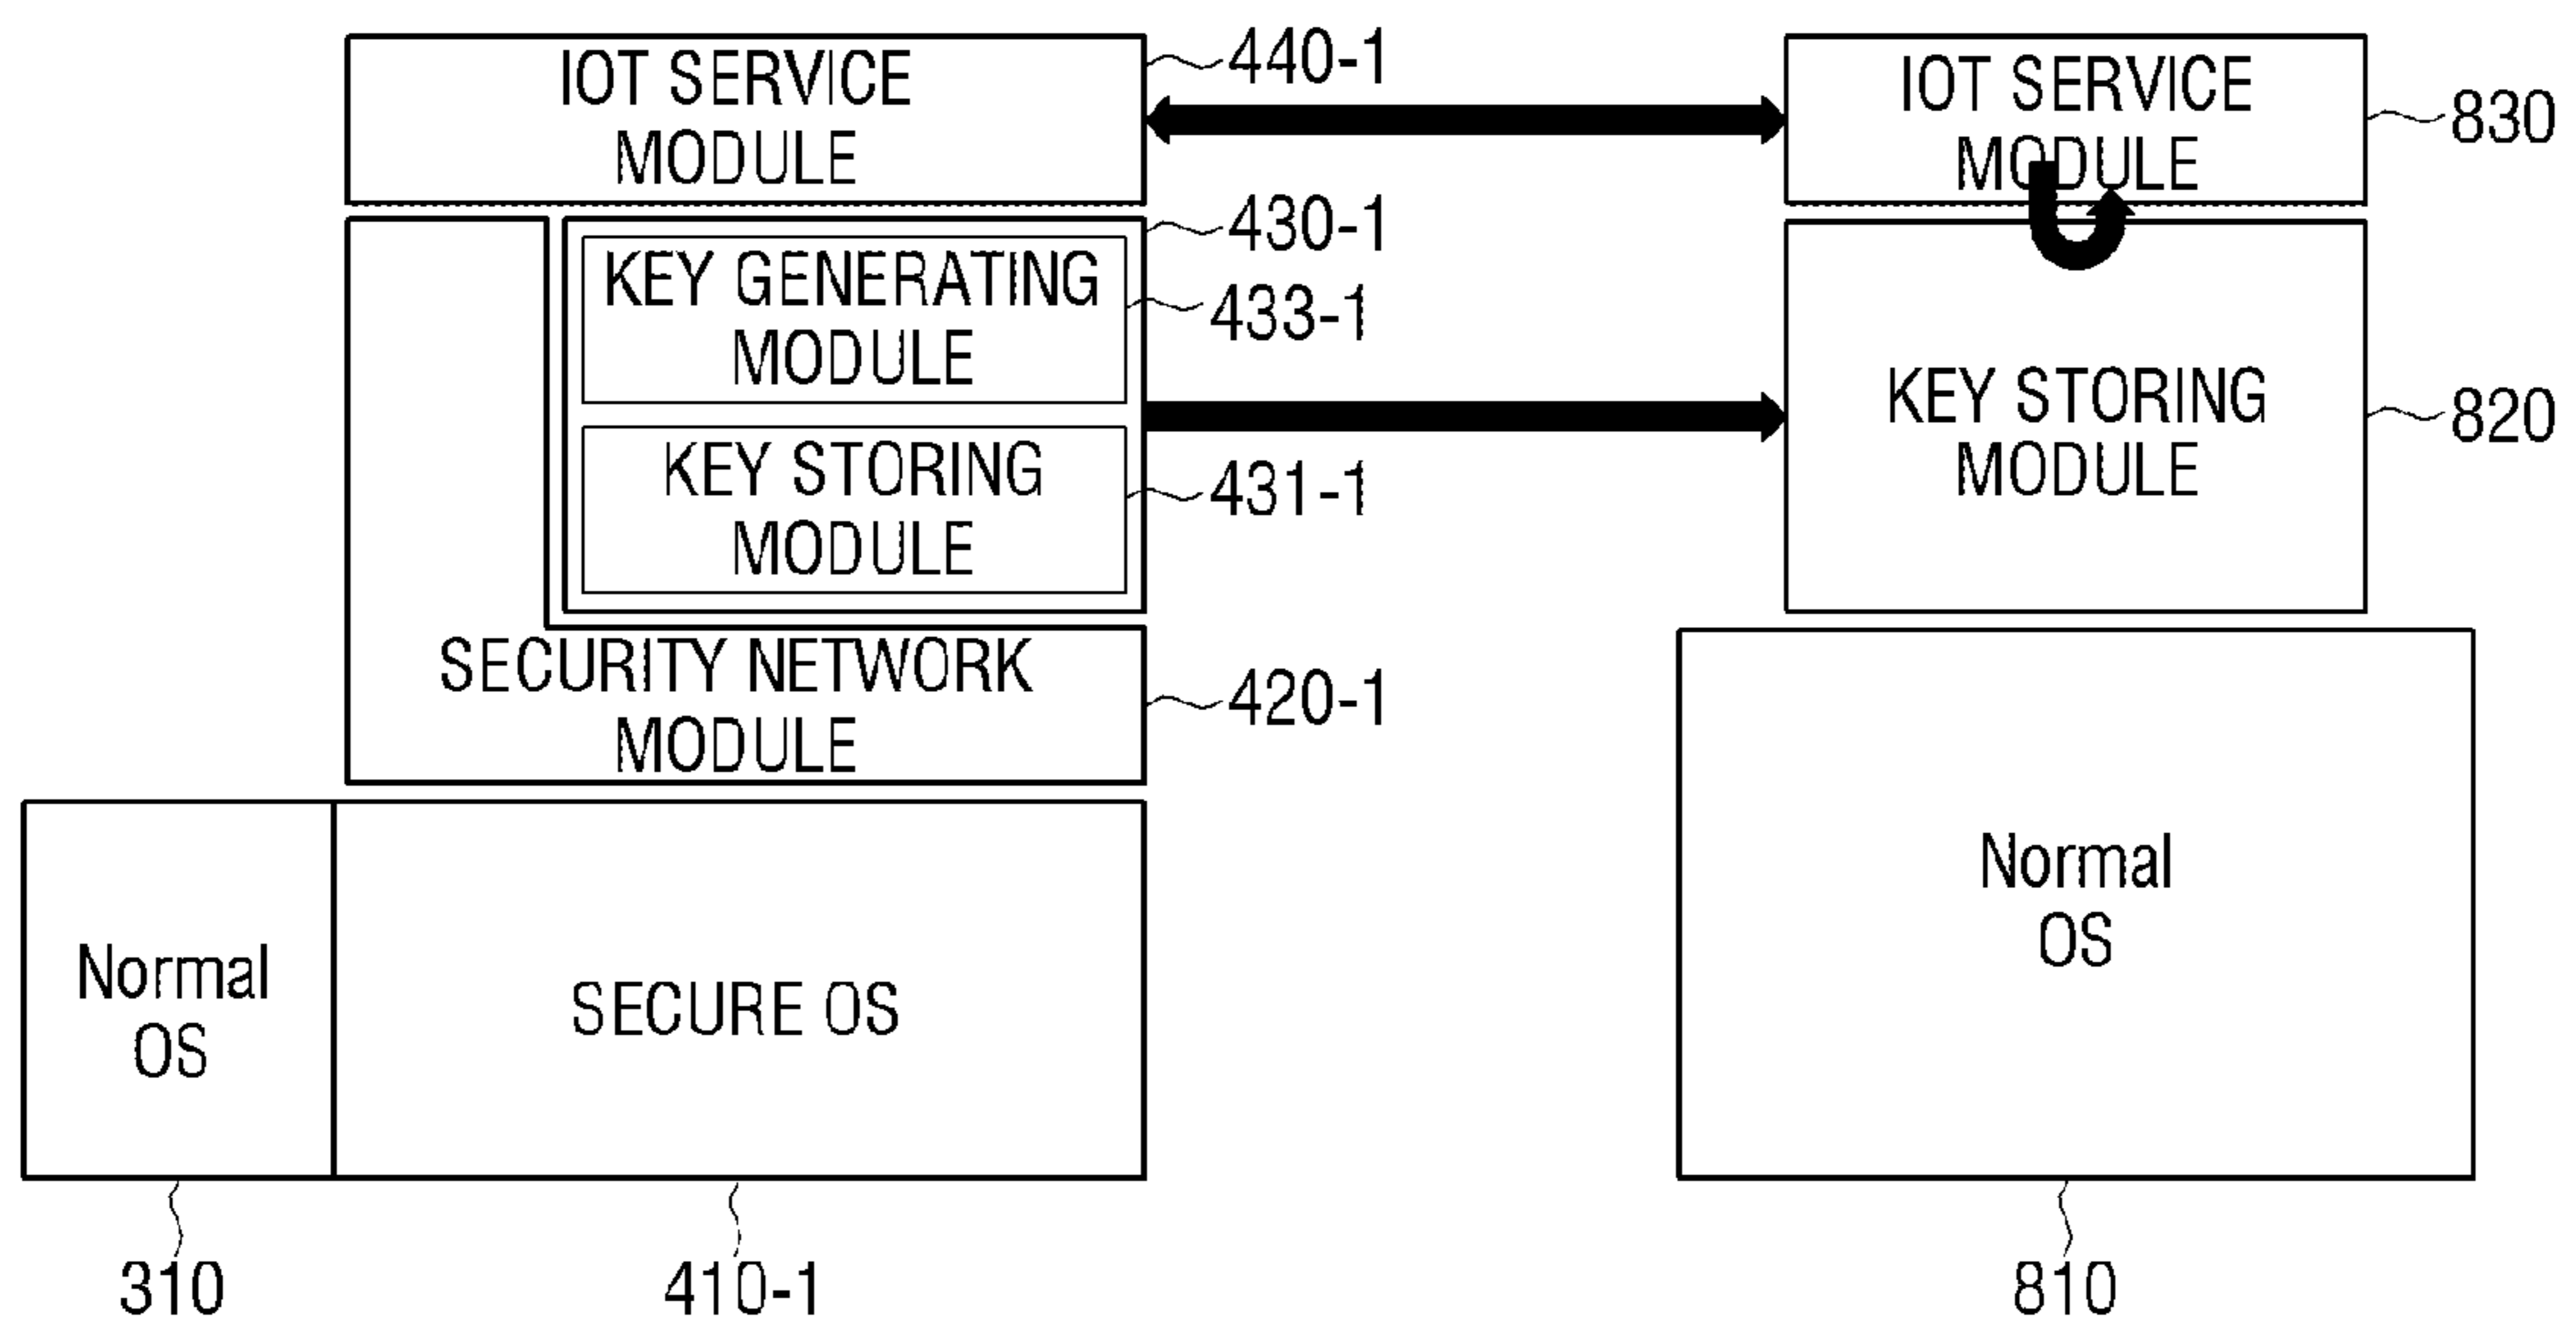 IOT SERVICE
MODULE
440-1
KEY GENERATING
MODULE
430-1
433-1
KEY STORING
MODULE
431-1
SECURITY NETWORK
MODULE
420-1
Normal
OS
310
SECURE OS
410-1
IOT SERVICE
MODULE
830
KEY STORING
MODULE
820
Normal
OS
810